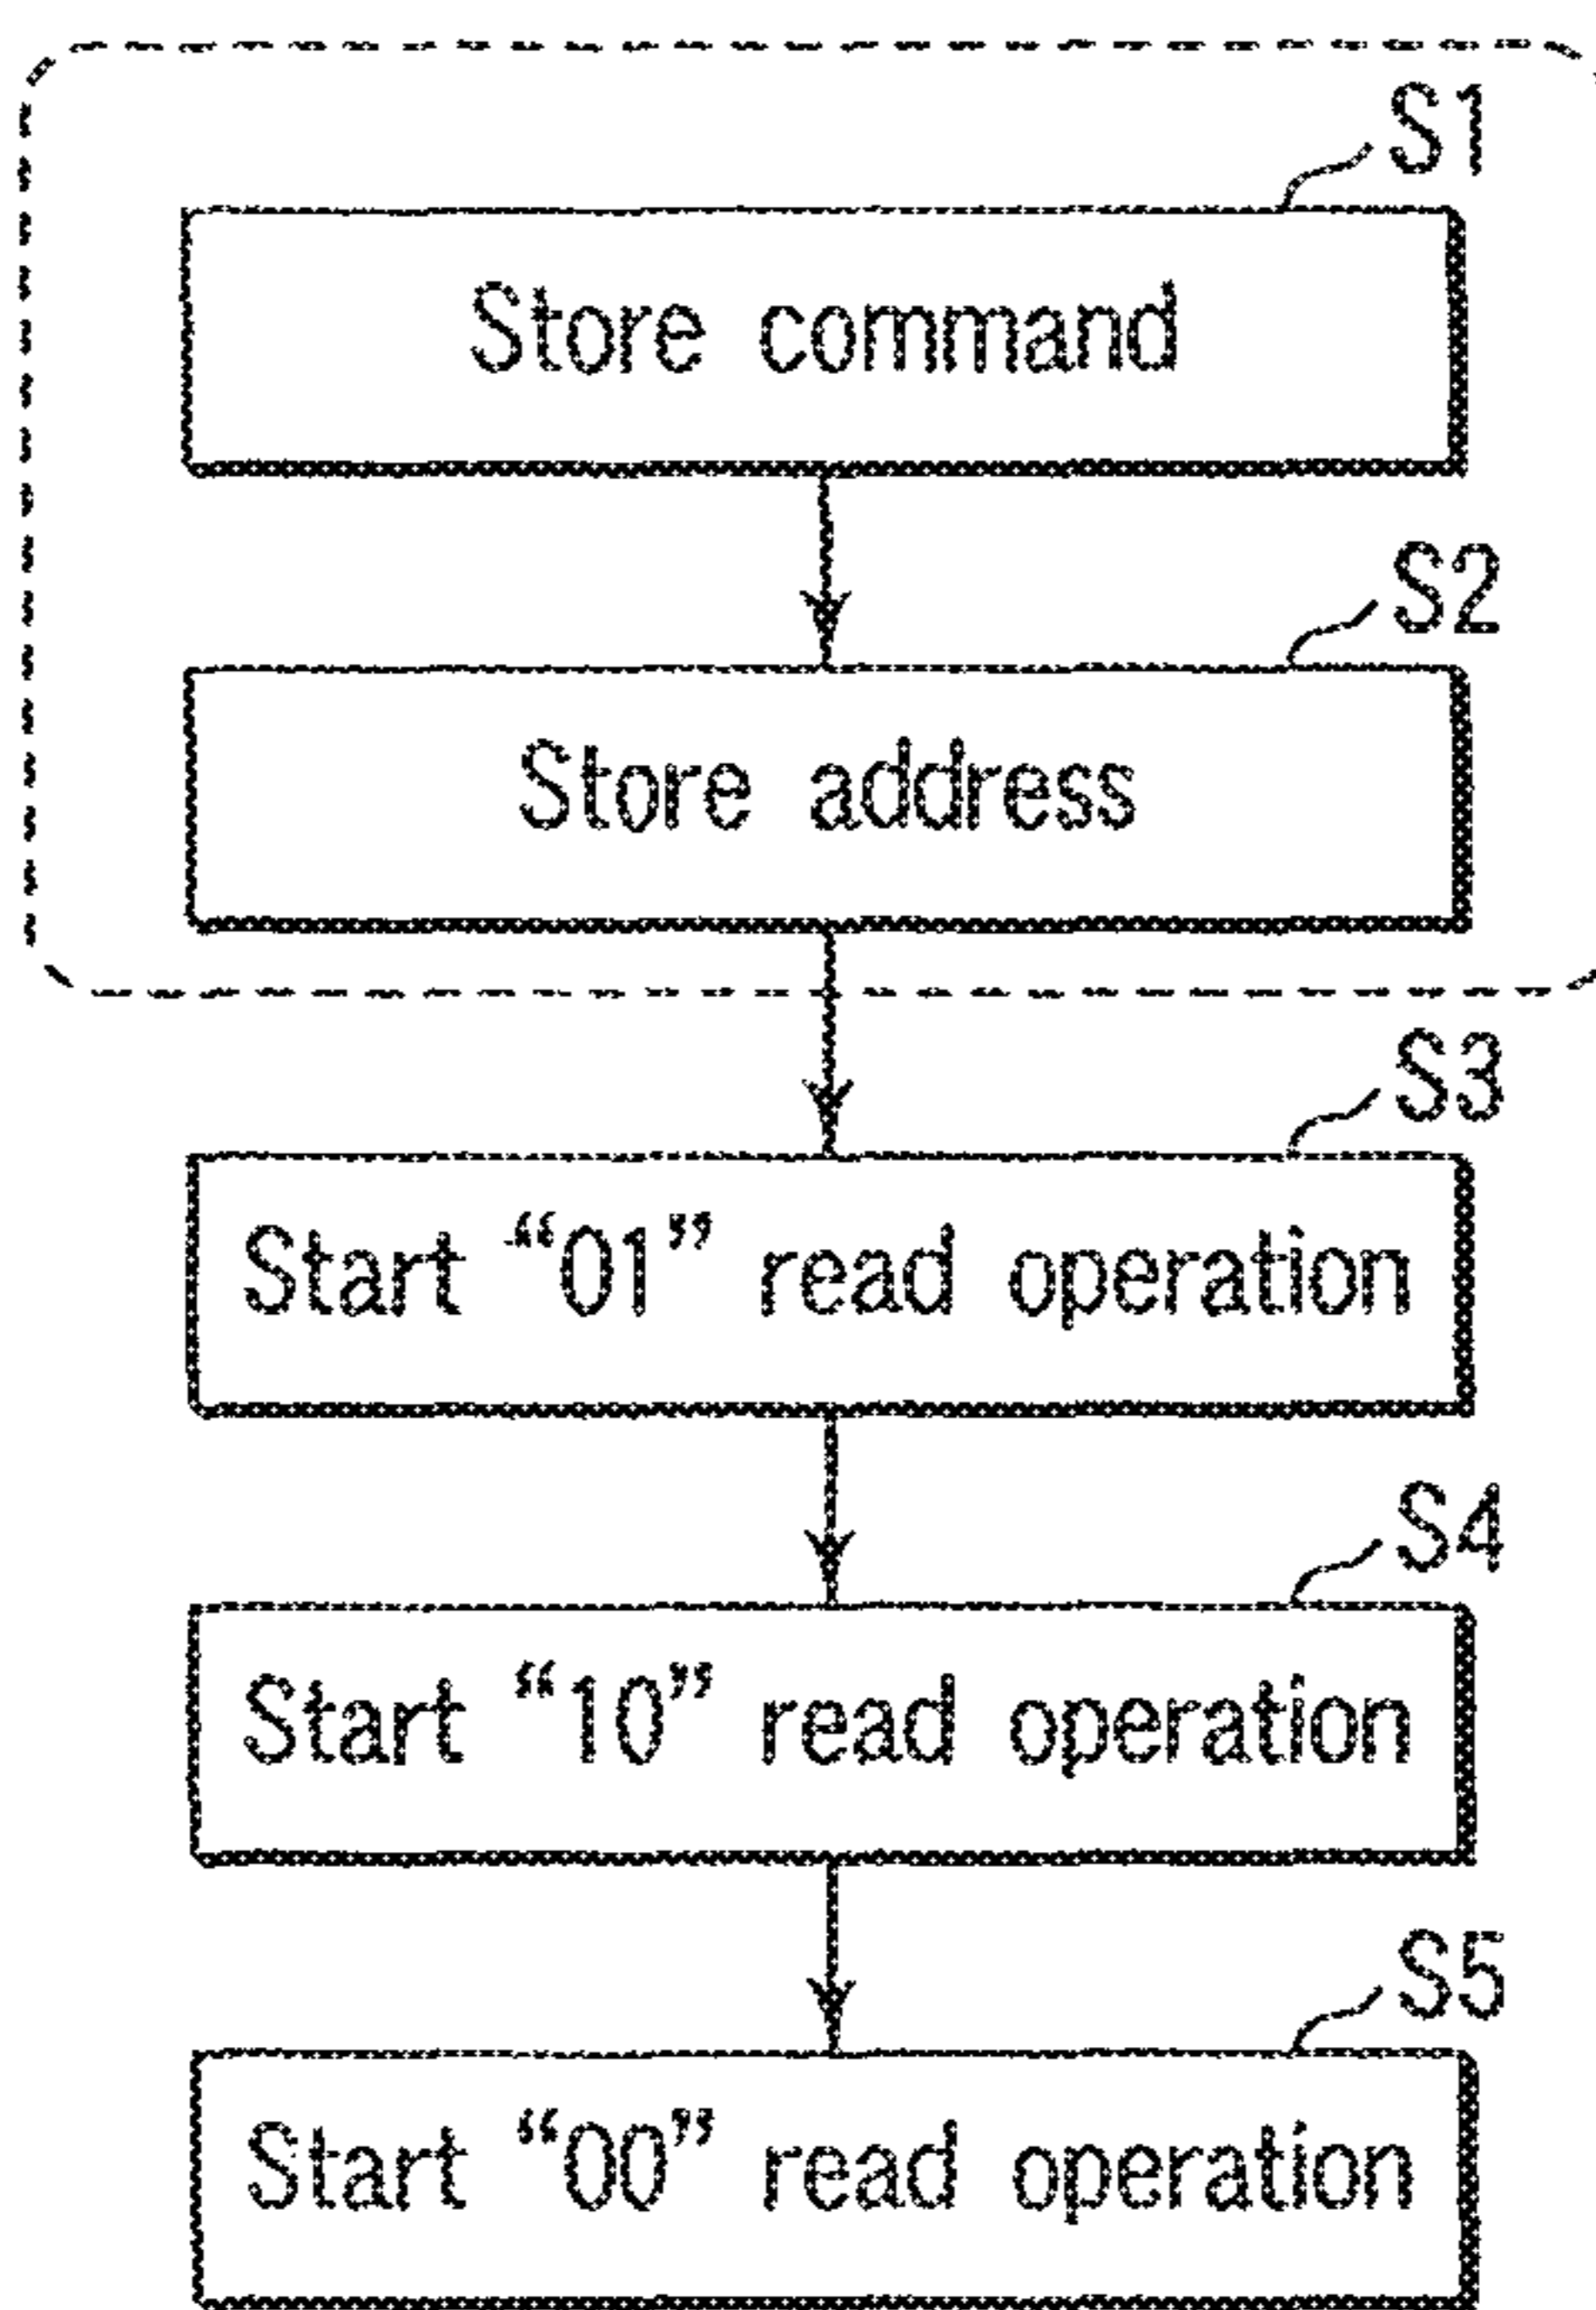 S1
Store command
S2
Store address
S3
Start “01” read operation
S4
Start “10” read operation
S5
Start “00” read operation